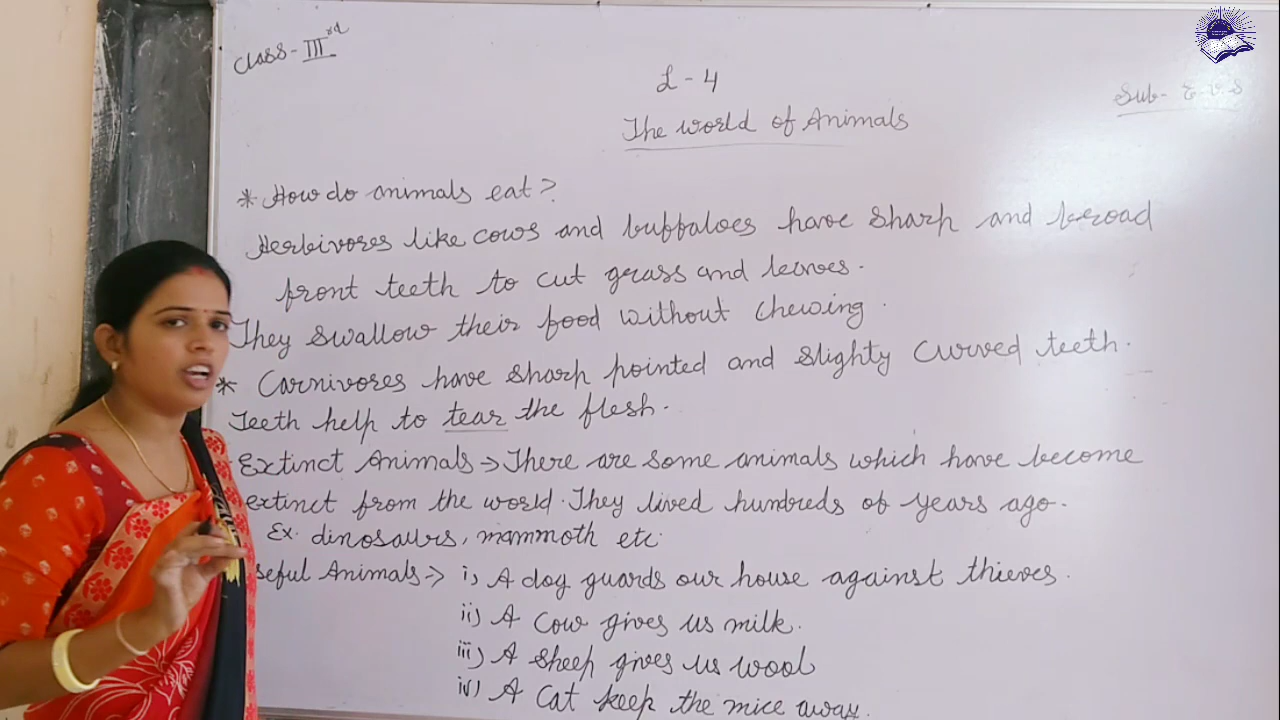 Class- III rd
L - 4
Sub- E.V.S
The world of Animals
* How do animals eat?
Herbivores like cows and buffaloes have sharp and broad
front teeth to cut grass and leaves.
They swallow their food without chewing.
* Carnivores have sharp pointed and slighty curved teeth.
Teeth help to tear the flesh.
Extinct Animals → There are some animals which have become
extinct from the world. They lived hundreds of years ago.
Ex. dinosaurs, mammoth etc.
seful Animals → i) A dog guards our house against thieves.
ii) A cow gives us milk.
iii) A sheep gives us wool
iv) A cat keep the mice away.